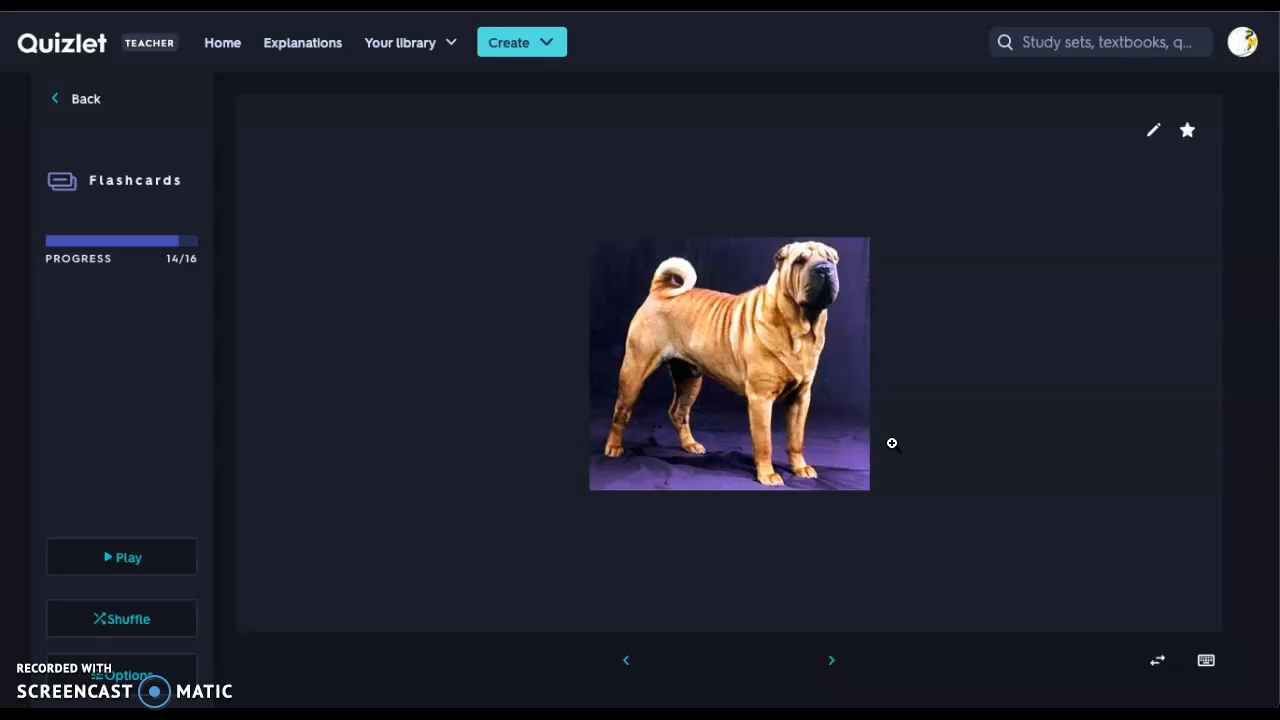 Quizlet TEACHER Home Explanations Your library Create Study sets, textbooks, q...
Back
Flashcards
PROGRESS 14/16
Play
Shuffle
Options
RECORDED WITH
SCREENCAST MATIC